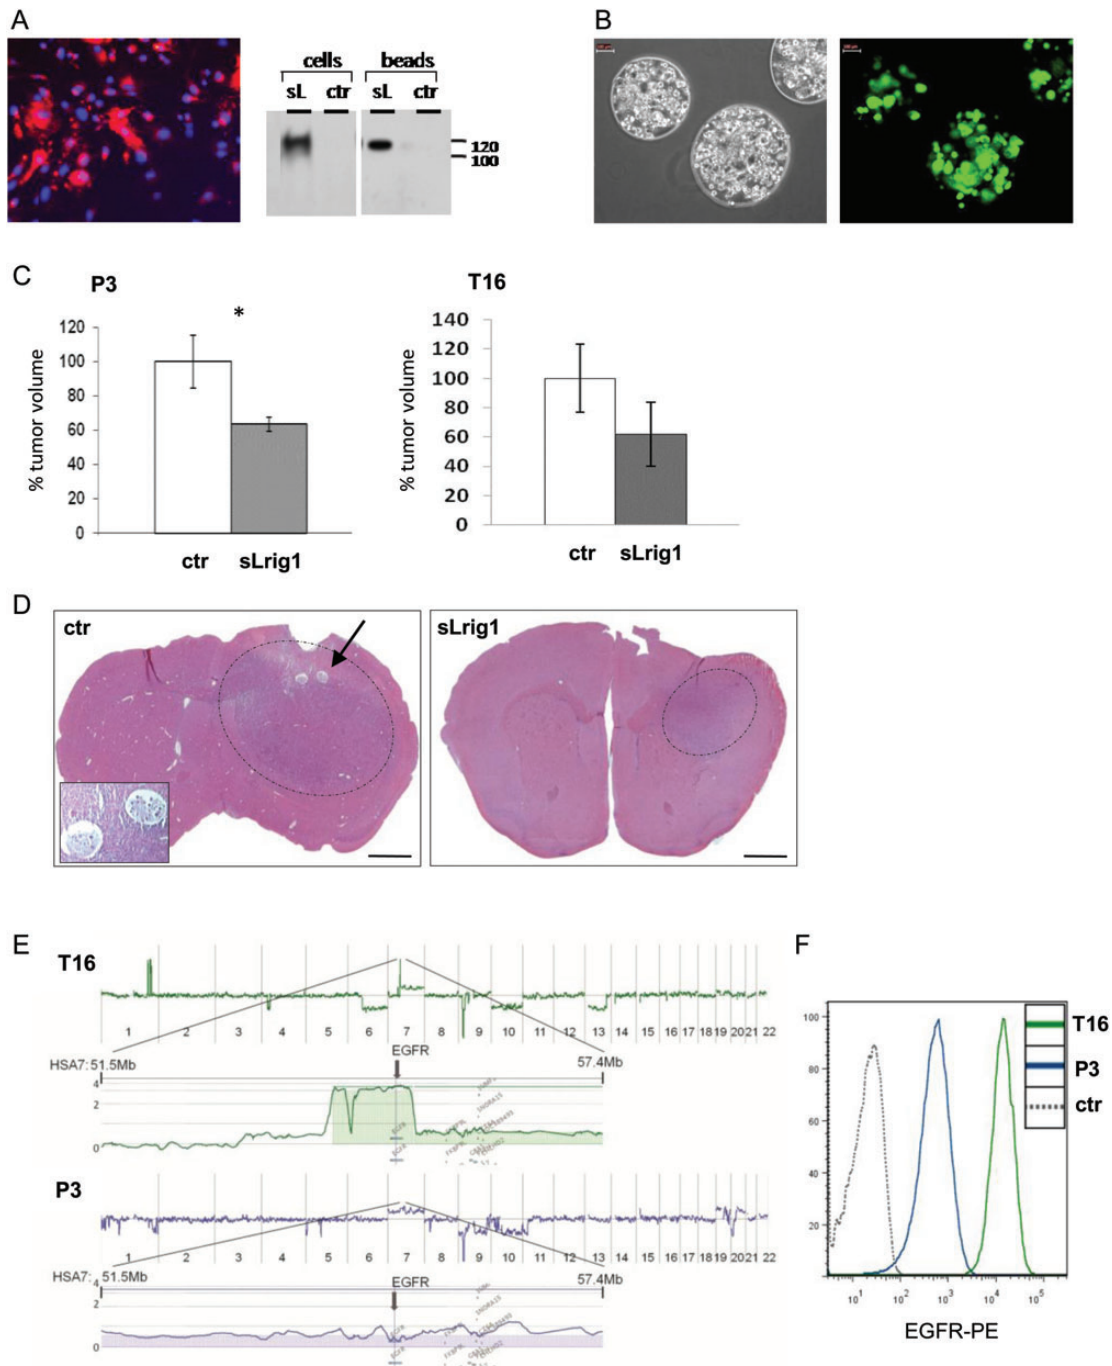 A
cells beads
sL ctr sL ctr
120
100
B
C
P3
*
% tumor volume
120
100
80
60
40
20
0
ctr sLrig1
T16
% tumor volume
140
120
100
80
60
40
20
0
ctr sLrig1
D
ctr
sLrig1
E
T16
1 2 3 4 5 6 7 8 9 10 11 12 13 14 15 16 17 18 19 20 21 22
EGFR
HSA7: 51.5Mb 57.4Mb
4
2
0
EGFR
P3
1 2 3 4 5 6 7 8 9 10 11 12 13 14 15 16 17 18 19 20 21 22
HSA7: 51.5Mb EGFR 57.4Mb
4
2
0
EGFR
F
100
80
60
40
20
10¹ 10² 10³ 10⁴ 10⁵
EGFR-PE
T16
P3
ctr